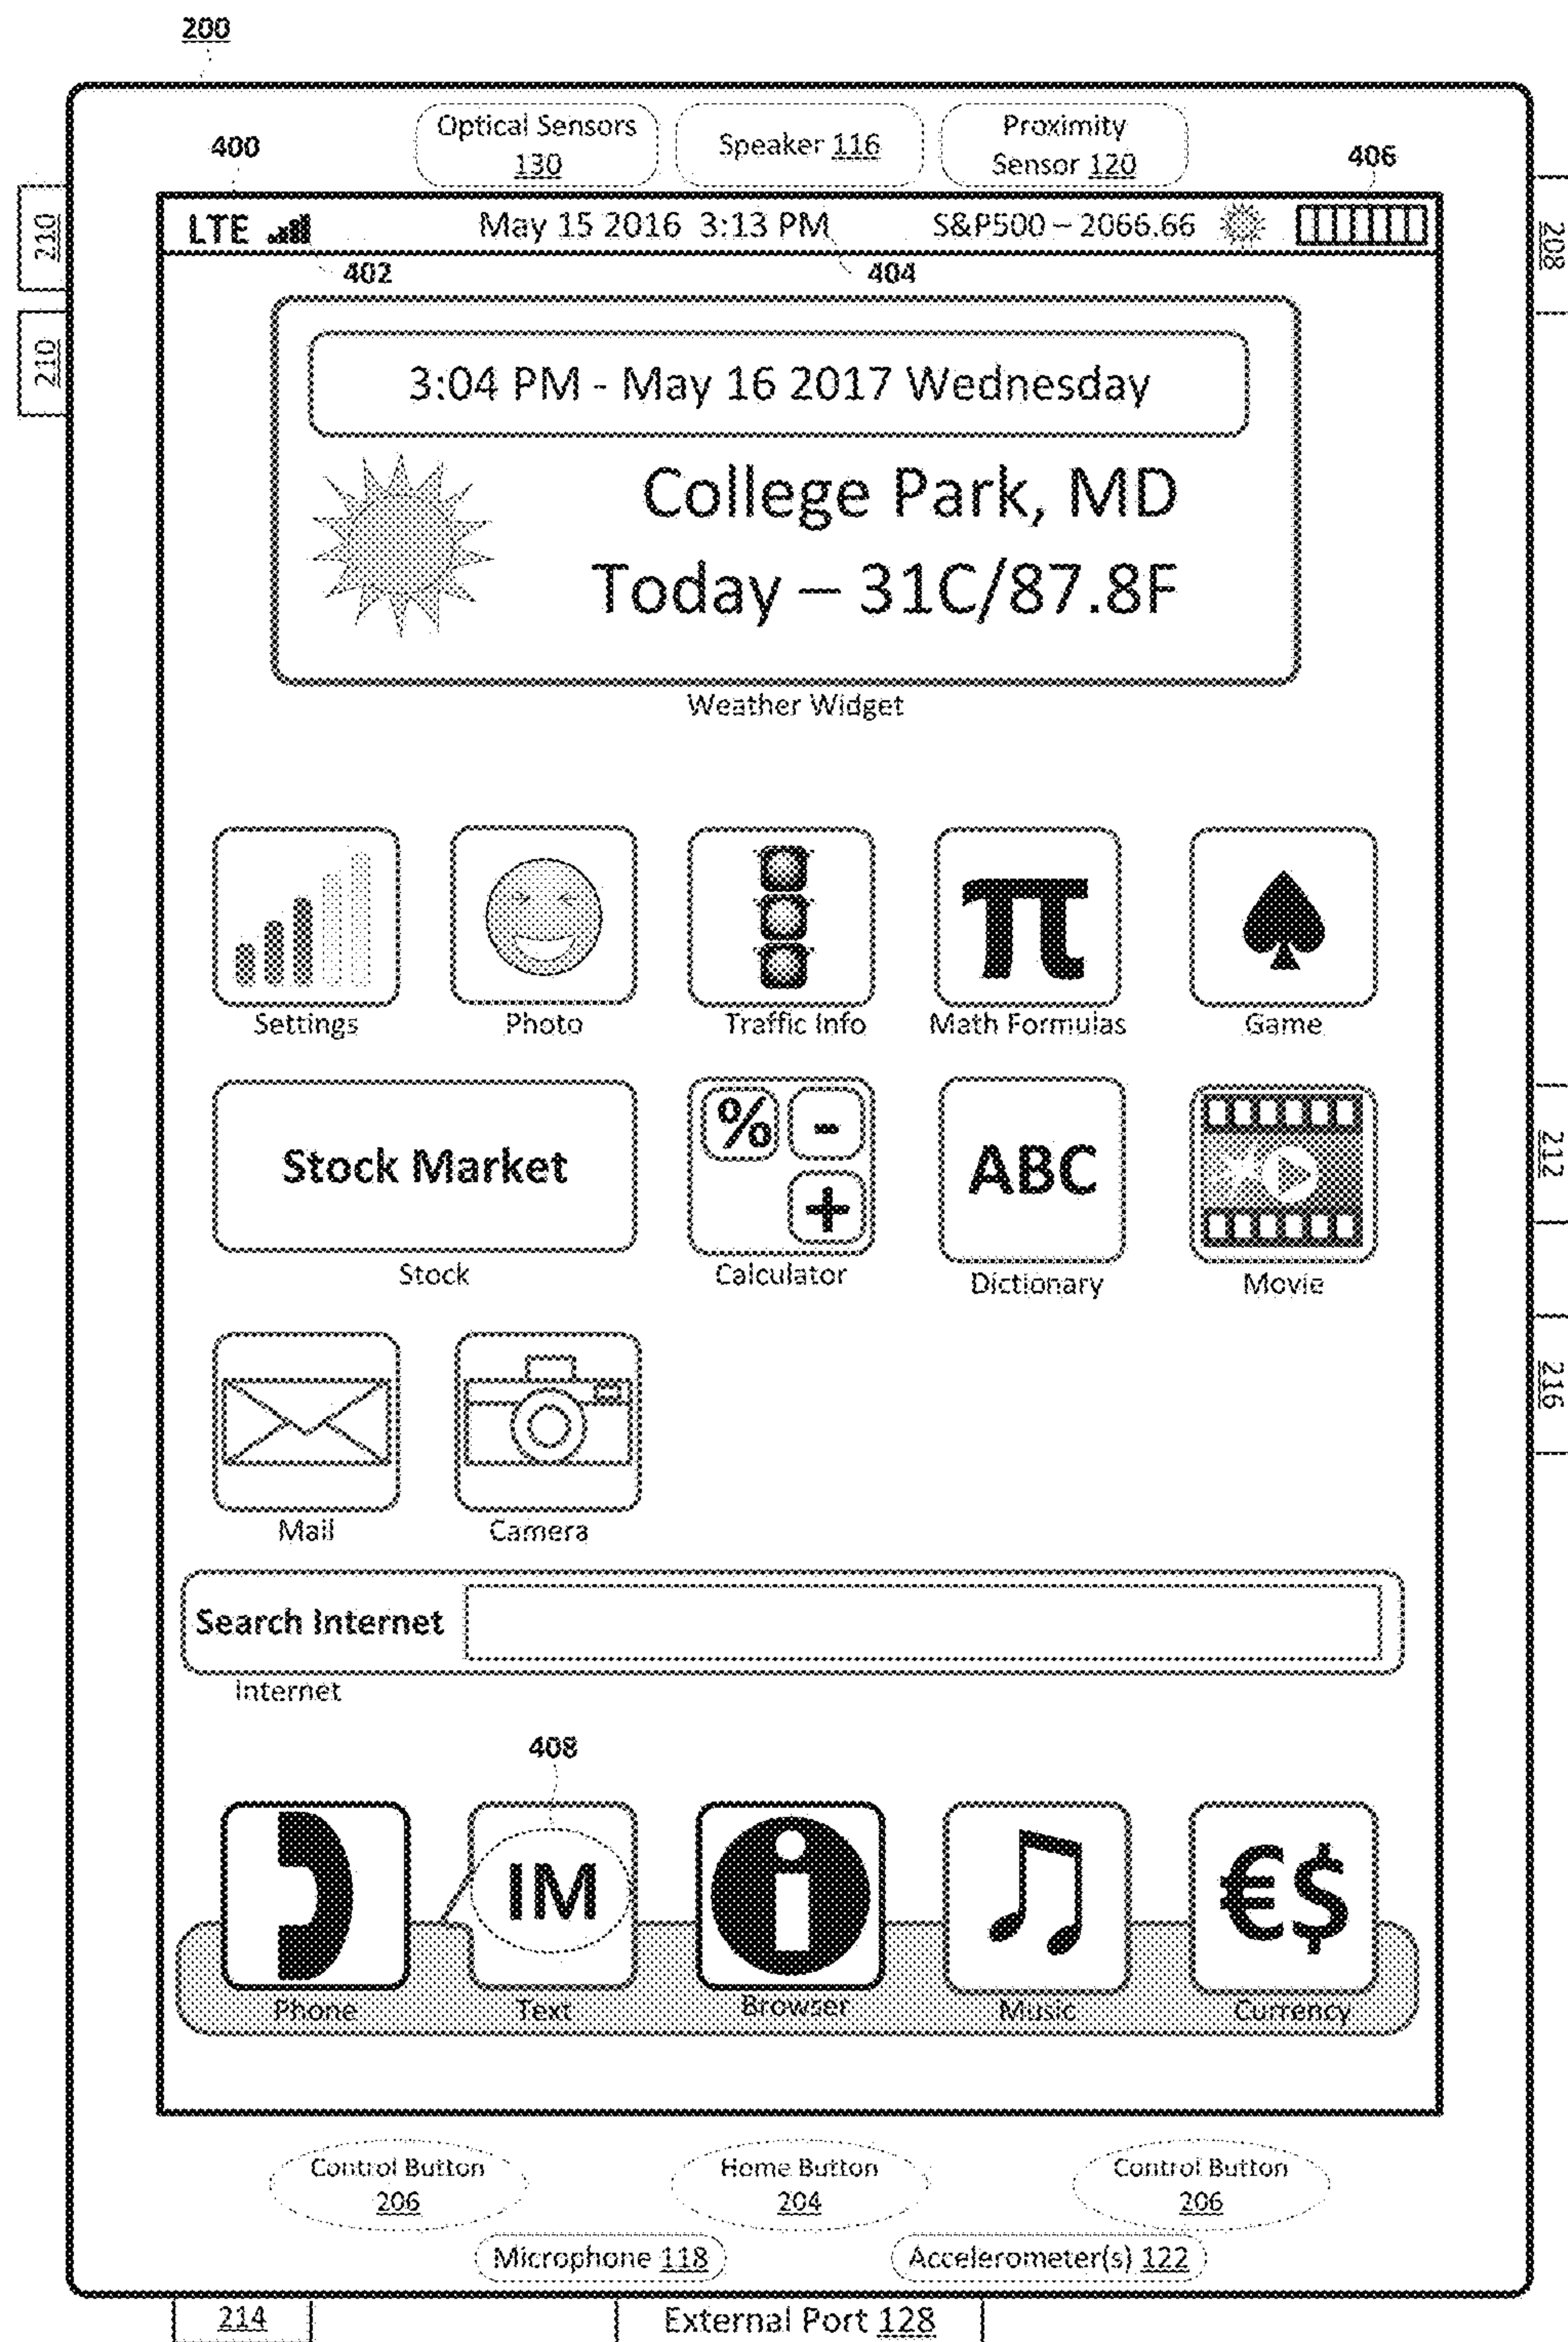 200
Optical Sensors
130
Speaker 116
Proximity
Sensor 120
400
406
210
208
LTE
May 15 2016 3:13 PM
S&P500 – 2066.66
402
404
210
3:04 PM - May 16 2017 Wednesday
College Park, MD
Today – 31C/87.8F
Weather Widget
π
Settings
Photo
Traffic Info
Math Formulas
Game
212
Stock Market
%
-
+
ABC
Stock
Calculator
Dictionary
Movie
216
Mail
Camera
Search Internet
Internet
408
IM
i
€$
Phone
Text
Browser
Music
Currency
Control Button
206
Home Button
204
Control Button
206
Microphone 118
Accelerometer(s) 122
214
External Port 128